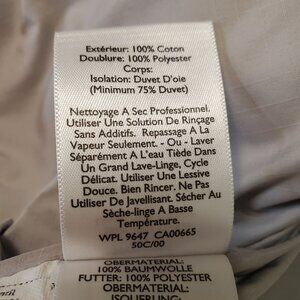 Extérieur: 100% Coton
Doublure: 100% Polyester
Corps:
Isolation: Duvet D'oie
(Minimum 75% Duvet)
Nettoyage A Sec Professionnel.
Utiliser Une Solution De Rinçage
Sans Additifs. Repassage A La
Vapeur Seulement. - Ou - Laver
Séparément A L'eau Tiède Dans
Un Grand Lave-Linge, Cycle
Délicat. Utiliser Une Lessive
Douce. Bien Rincer. Ne Pas
Utiliser De Javellisant. Sécher Au
Sèche-linge A Basse
Température.
WPL 9647 CA00665
50C/00
OBERMATERIAL:
100% BAUMWOLLE
FUTTER: 100% POLYESTER
OBERMATERIAL:
ISOLIERUNG: